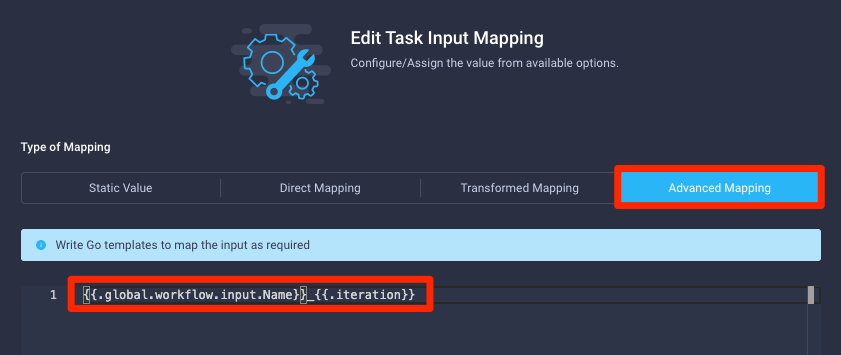 Edit Task Input Mapping
Configure/Assign the value from available options.
Type of Mapping
Static Value
Direct Mapping
Transformed Mapping
Advanced Mapping
Write Go templates to map the input as required
1 {{.global.workflow.input.Name}}_{{.iteration}}